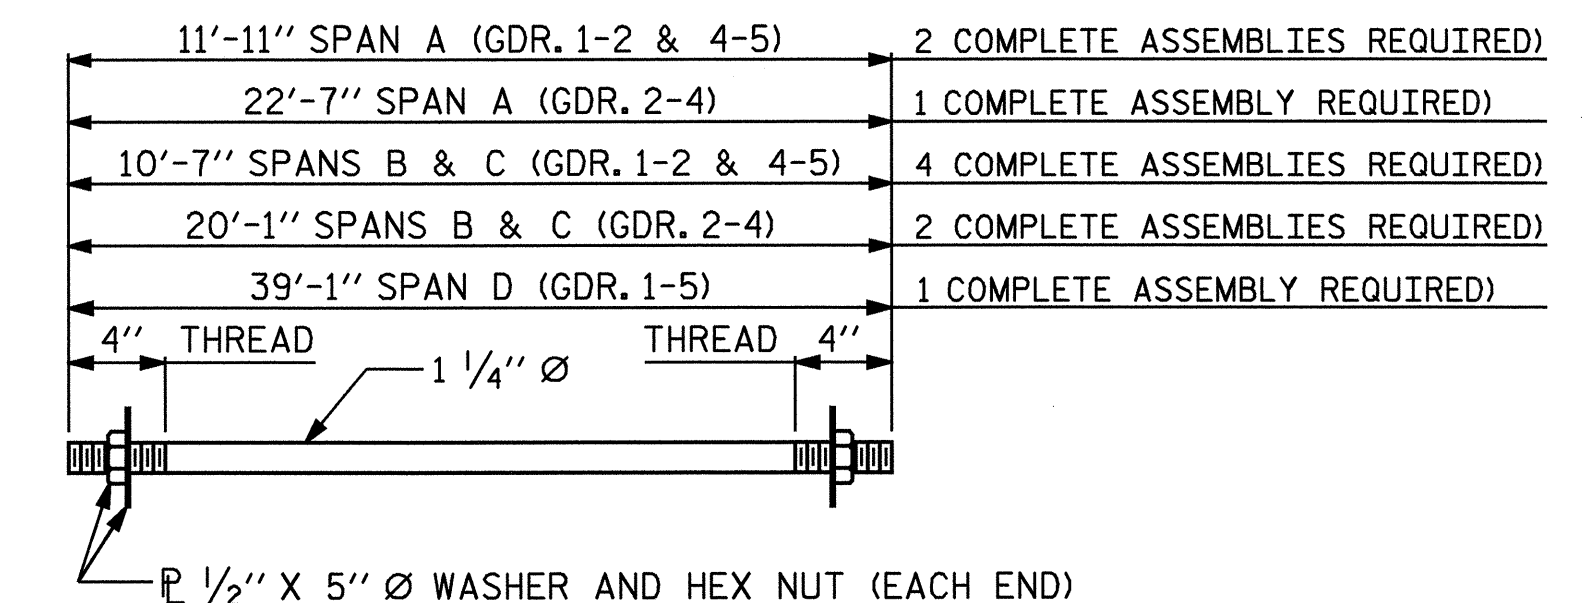 11'-11" SPAN A (GDR. 1-2 & 4-5) 2 COMPLETE ASSEMBLIES REQUIRED)
22'-7" SPAN A (GDR. 2-4) 1 COMPLETE ASSEMBLY REQUIRED)
10'-7" SPANS B & C (GDR. 1-2 & 4-5) 4 COMPLETE ASSEMBLIES REQUIRED)
20'-1" SPANS B & C (GDR. 2-4) 2 COMPLETE ASSEMBLIES REQUIRED)
39'-1" SPAN D (GDR. 1-5) 1 COMPLETE ASSEMBLY REQUIRED)
4" THREAD THREAD 4"
1 1/4" Ø
PL 1/2" X 5" Ø WASHER AND HEX NUT (EACH END)